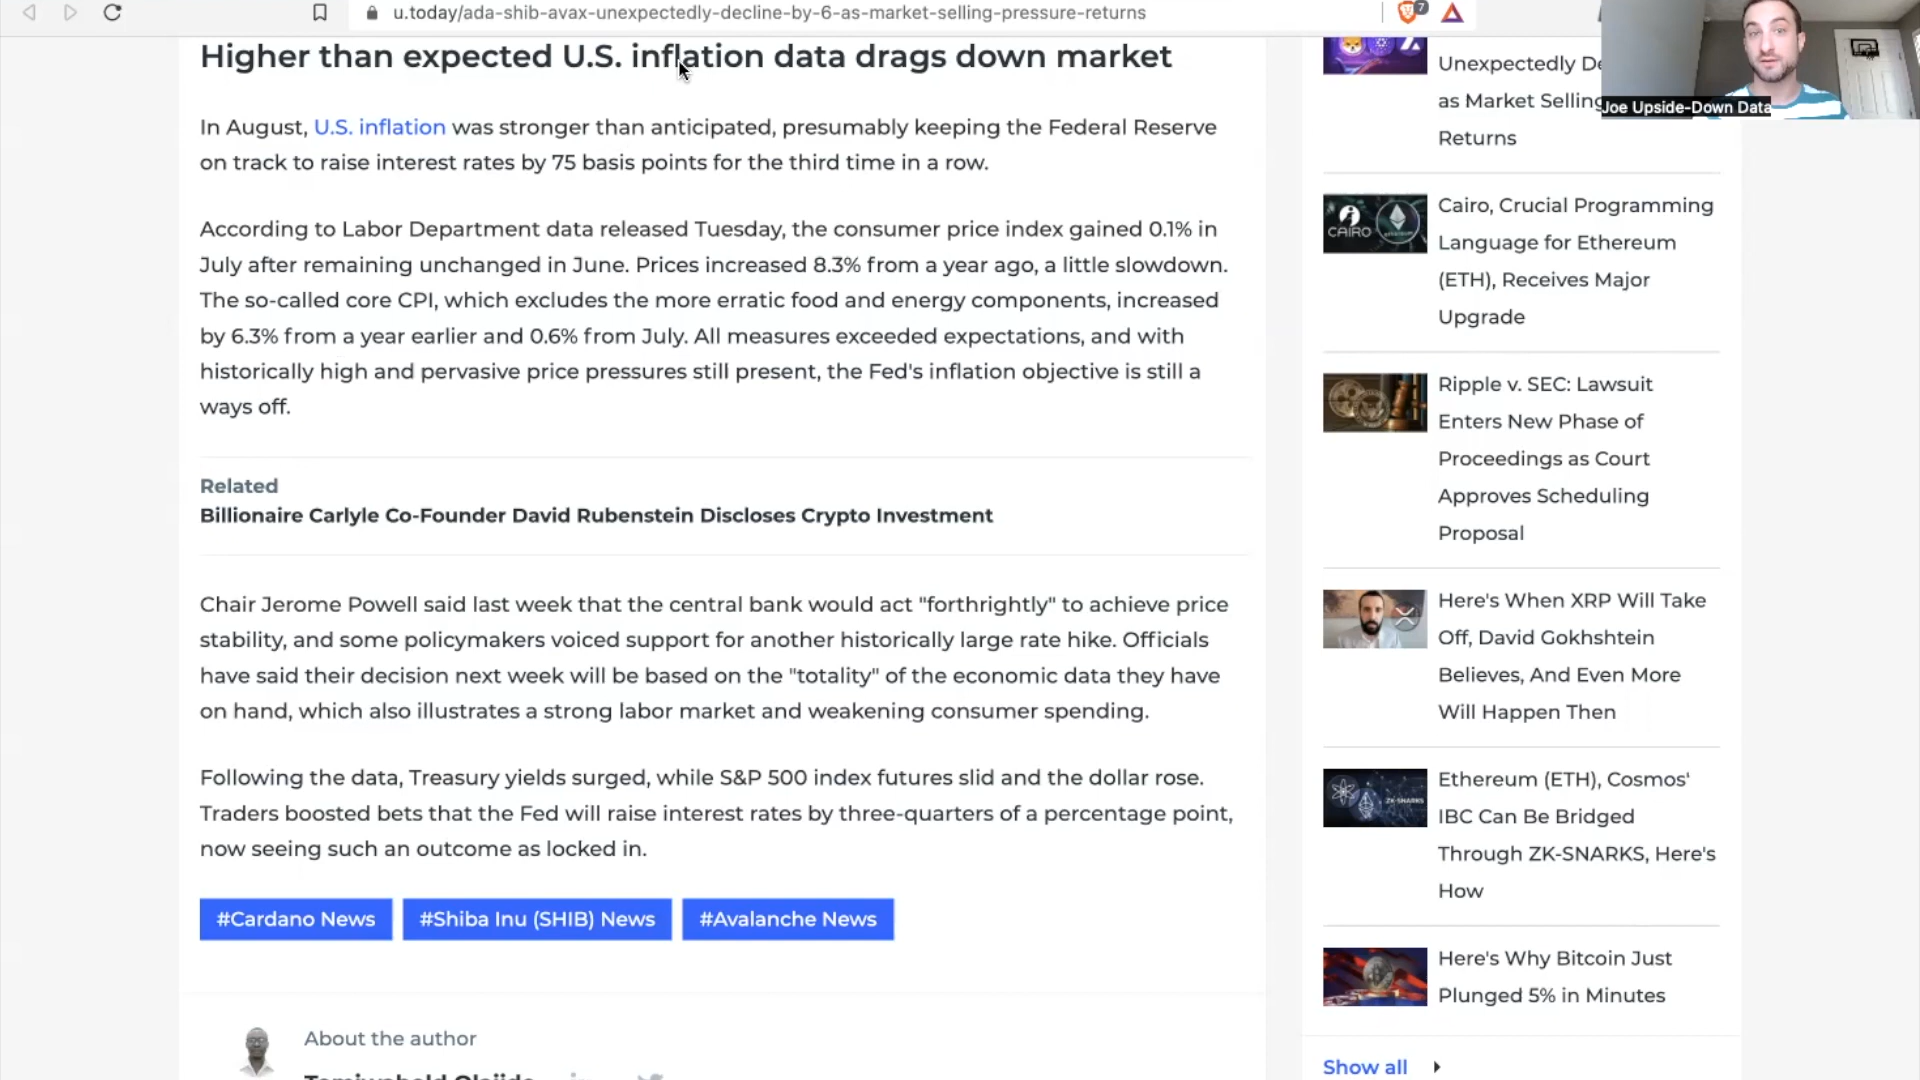 u.today/ada-shib-avax-unexpectedly-decline-by-6-as-market-selling-pressure-returns
7
Higher than expected U.S. inflation data drags down market
In August, U.S. inflation was stronger than anticipated, presumably keeping the Federal Reserve
on track to raise interest rates by 75 basis points for the third time in a row.
According to Labor Department data released Tuesday, the consumer price index gained 0.1% in
July after remaining unchanged in June. Prices increased 8.3% from a year ago, a little slowdown.
The so-called core CPI, which excludes the more erratic food and energy components, increased
by 6.3% from a year earlier and 0.6% from July. All measures exceeded expectations, and with
historically high and pervasive price pressures still present, the Fed's inflation objective is still a
ways off.
Related
Billionaire Carlyle Co-Founder David Rubenstein Discloses Crypto Investment
Chair Jerome Powell said last week that the central bank would act "forthrightly" to achieve price
stability, and some policymakers voiced support for another historically large rate hike. Officials
have said their decision next week will be based on the "totality" of the economic data they have
on hand, which also illustrates a strong labor market and weakening consumer spending.
Following the data, Treasury yields surged, while S&P 500 index futures slid and the dollar rose.
Traders boosted bets that the Fed will raise interest rates by three-quarters of a percentage point,
now seeing such an outcome as locked in.
#Cardano News #Shiba Inu (SHIB) News #Avalanche News
About the author
Joe Upside-Down Data
Unexpectedly
as Market Selling
Returns
CAIRO
Cairo, Crucial Programming
Language for Ethereum
(ETH), Receives Major
Upgrade
Ripple v. SEC: Lawsuit
Enters New Phase of
Proceedings as Court
Approves Scheduling
Proposal
Here's When XRP Will Take
Off, David Gokhshtein
Believes, And Even More
Will Happen Then
ZK-SNARKS
Ethereum (ETH), Cosmos'
IBC Can Be Bridged
Through ZK-SNARKS, Here's
How
Here's Why Bitcoin Just
Plunged 5% in Minutes
Show all